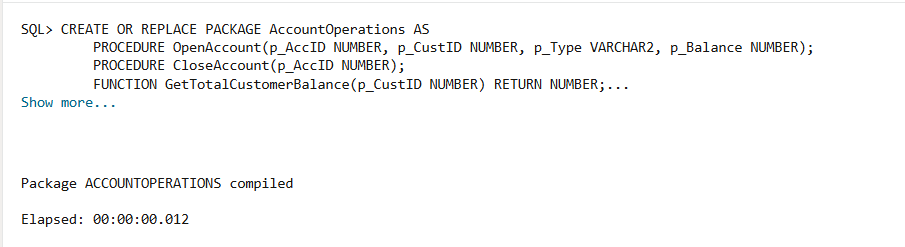 SQL> CREATE OR REPLACE PACKAGE AccountOperations AS
PROCEDURE OpenAccount(p_AccID NUMBER, p_CustID NUMBER, p_Type VARCHAR2, p_Balance NUMBER);
PROCEDURE CloseAccount(p_AccID NUMBER);
FUNCTION GetTotalCustomerBalance(p_CustID NUMBER) RETURN NUMBER;...
Show more...
Package ACCOUNTOPERATIONS compiled
Elapsed: 00:00:00.012